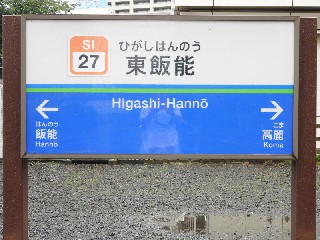 SI
27
ひがしはんのう
東飯能
Higashi-Hannō
はんのう
飯能
Hannō
こま
高麗
Koma